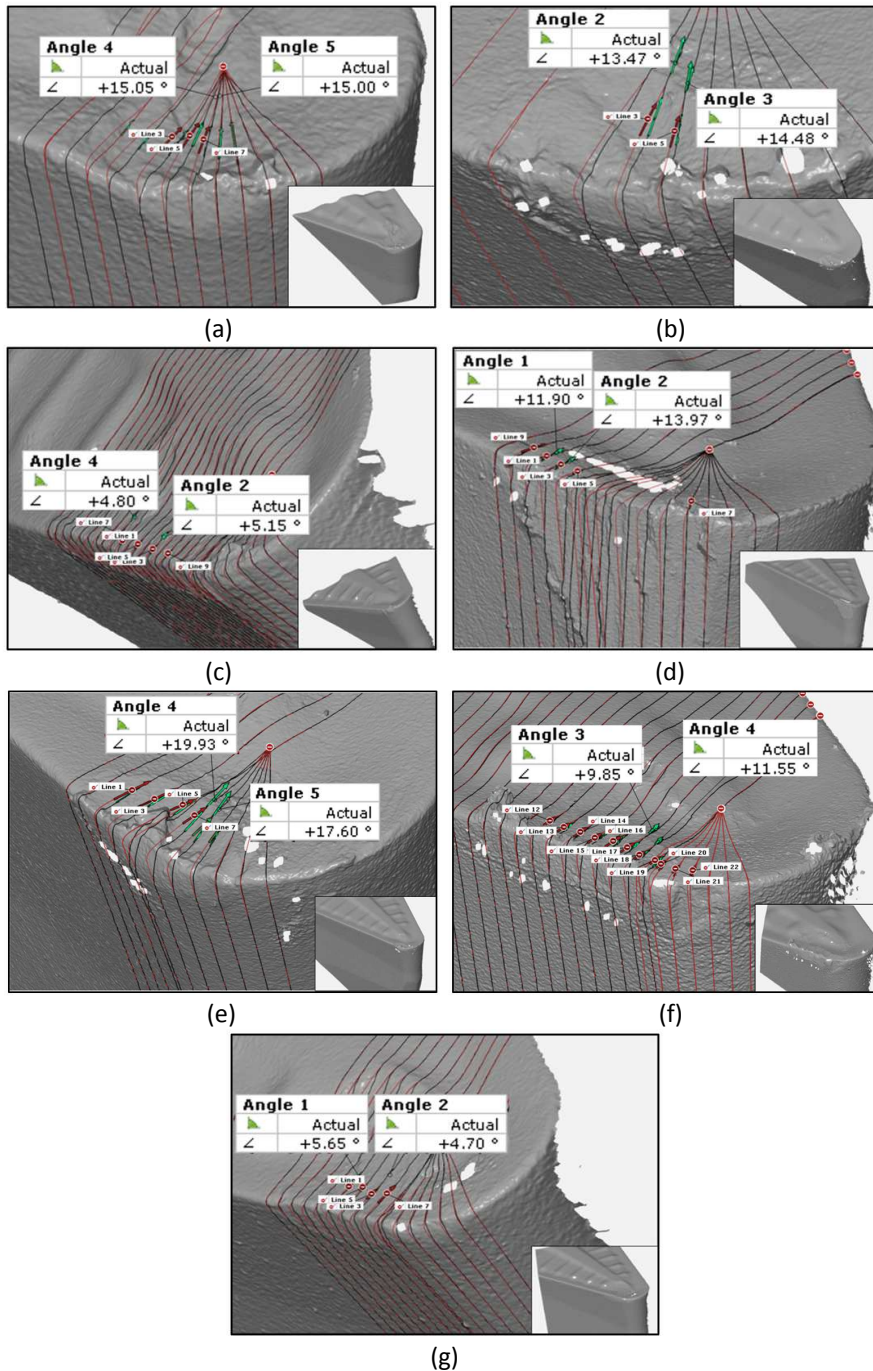 Angle 4
Actual
∠ +15.05 °
Angle 5
Actual
∠ +15.00 °
Line 3
Line 5
Line 7
(a)
Angle 2
Actual
∠ +13.47 °
Angle 3
Actual
∠ +14.48 °
Line 3
Line 5
(b)
Angle 4
Actual
∠ +4.80 °
Angle 2
Actual
∠ +5.15 °
Line 7
Line 1
Line 5
Line 3
Line 9
(c)
Angle 1
Actual
∠ +11.90 °
Angle 2
Actual
∠ +13.97 °
Line 9
Line 1
Line 3
Line 5
Line 7
(d)
Angle 4
Actual
∠ +19.93 °
Angle 5
Actual
∠ +17.60 °
Line 1
Line 5
Line 3
Line 7
(e)
Angle 3
Actual
∠ +9.85 °
Angle 4
Actual
∠ +11.55 °
Line 12
Line 14
Line 13
Line 16
Line 15
Line 17
Line 20
Line 18
Line 22
Line 19
Line 21
(f)
Angle 1
Actual
∠ +5.65 °
Angle 2
Actual
∠ +4.70 °
Line 1
Line 5
Line 3
Line 7
(g)